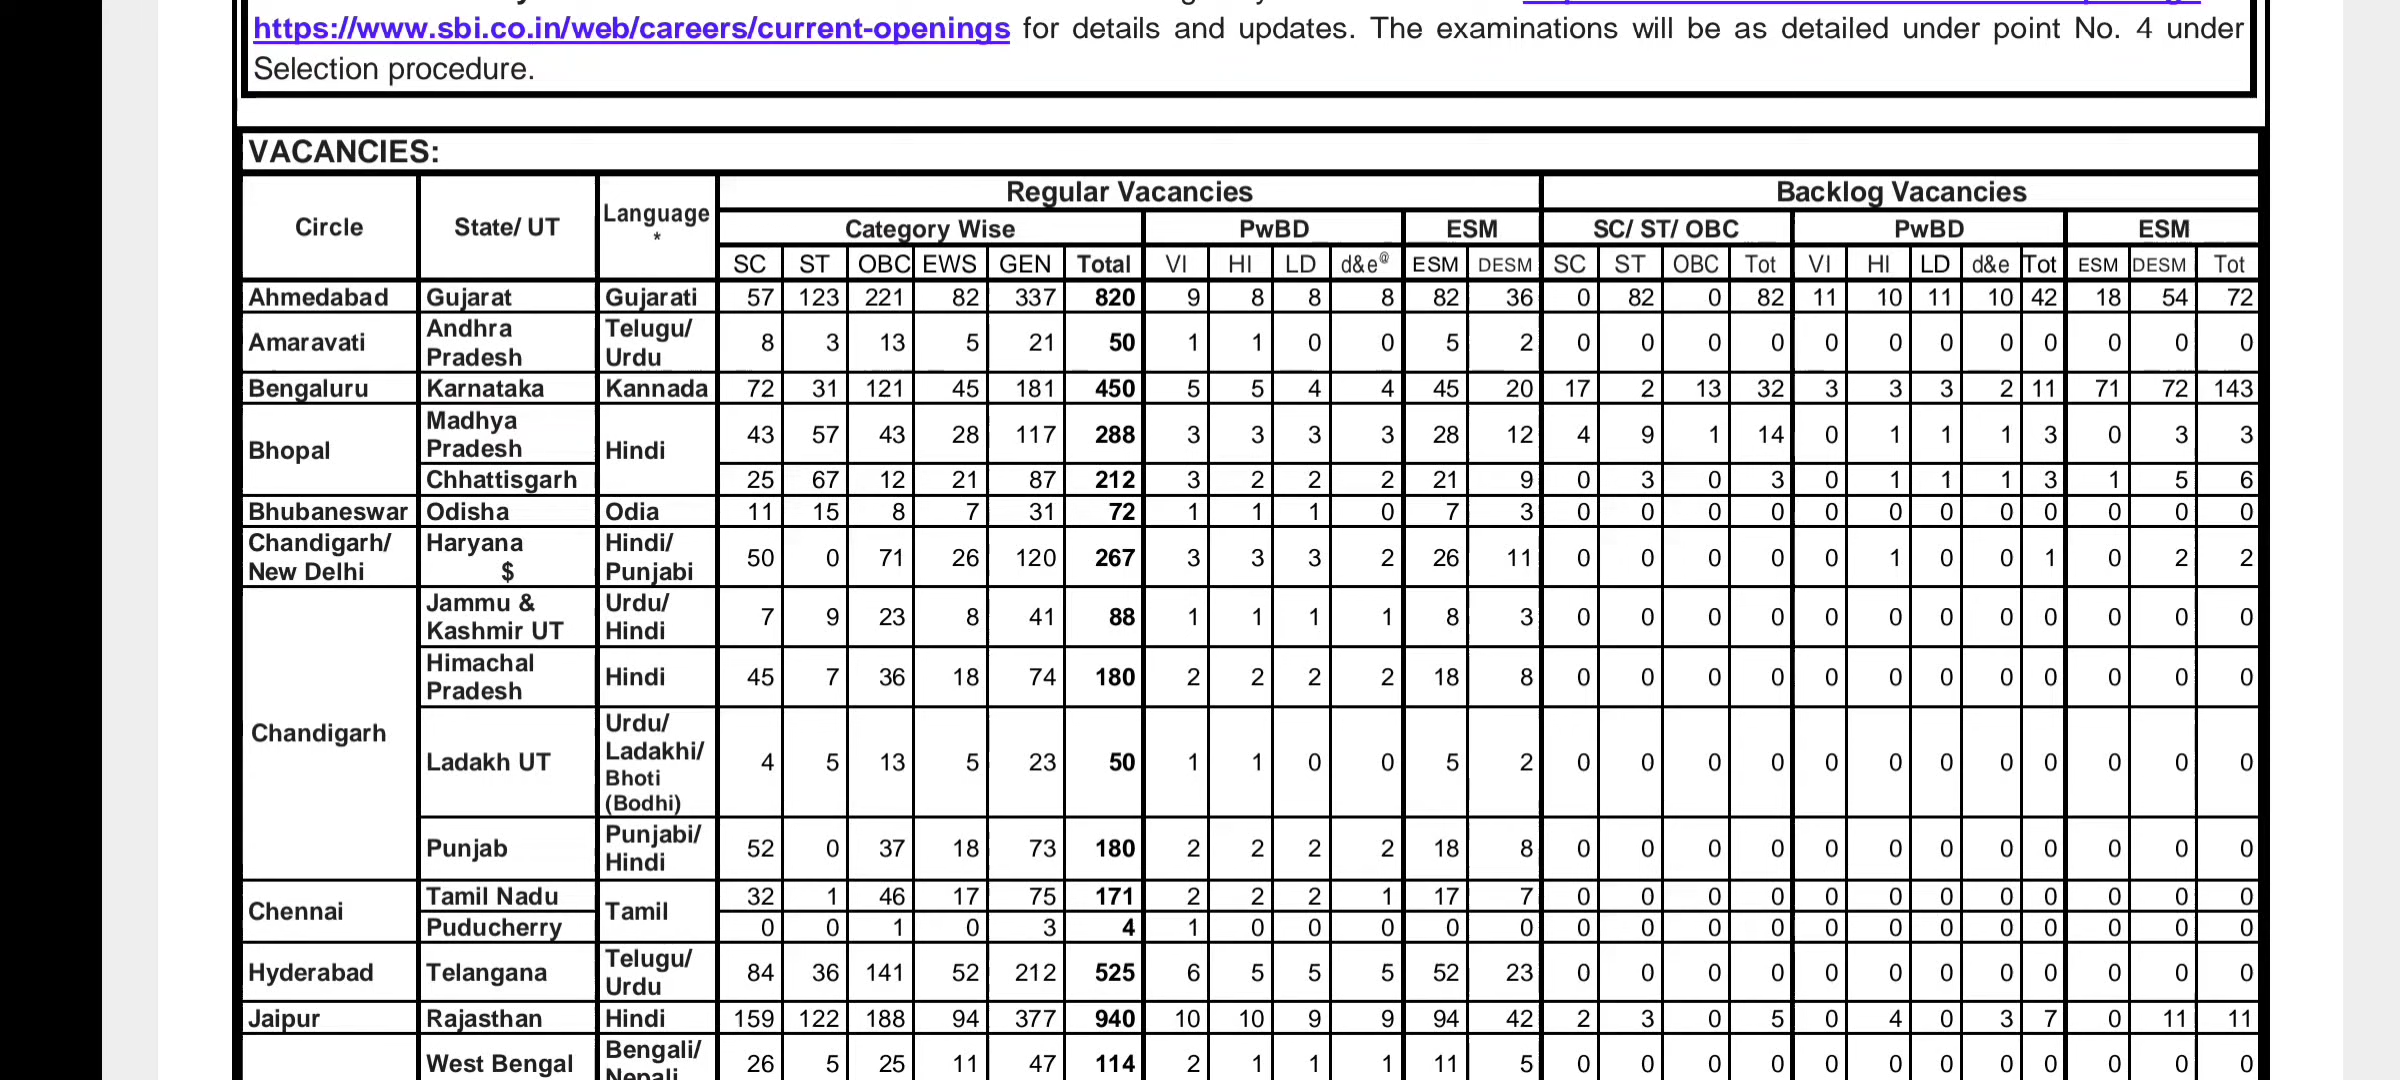 https://www.sbi.co.in/web/careers/current-openings for details and updates. The examinations will be as detailed under point No. 4 under
Selection procedure.
VACANCIES:
Circle State/ UT Language * Regular Vacancies Backlog Vacancies
Category Wise PwBD ESM SC/ ST/ OBC PwBD ESM
SC ST OBC EWS GEN Total VI HI LD d&e@ ESM DESM SC ST OBC Tot VI HI LD d&e Tot ESM DESM Tot
Ahmedabad Gujarat Gujarati 57 123 221 82 337 820 9 8 8 8 82 36 0 82 0 82 11 10 11 10 42 18 54 72
Amaravati Andhra Pradesh Telugu/ Urdu 8 3 13 5 21 50 1 1 0 0 5 2 0 0 0 0 0 0 0 0 0 0 0 0
Bengaluru Karnataka Kannada 72 31 121 45 181 450 5 5 4 4 45 20 17 2 13 32 3 3 3 2 11 71 72 143
Bhopal Madhya Pradesh Hindi 43 57 43 28 117 288 3 3 3 3 28 12 4 9 1 14 0 1 1 1 3 0 3 3
Chhattisgarh 25 67 12 21 87 212 3 2 2 2 21 9 0 3 0 3 0 1 1 1 3 1 5 6
Bhubaneswar Odisha Odia 11 15 8 7 31 72 1 1 1 0 7 3 0 0 0 0 0 0 0 0 0 0 0 0
Chandigarh/ New Delhi Haryana $ Hindi/ Punjabi 50 0 71 26 120 267 3 3 3 2 26 11 0 0 0 0 0 1 0 0 1 0 2 2
Chandigarh Jammu & Kashmir UT Urdu/ Hindi 7 9 23 8 41 88 1 1 1 1 8 3 0 0 0 0 0 0 0 0 0 0 0 0
Himachal Pradesh Hindi 45 7 36 18 74 180 2 2 2 2 18 8 0 0 0 0 0 0 0 0 0 0 0 0
Ladakh UT Urdu/ Ladakhi/ Bhoti (Bodhi) 4 5 13 5 23 50 1 1 0 0 5 2 0 0 0 0 0 0 0 0 0 0 0 0
Punjab Punjabi/ Hindi 52 0 37 18 73 180 2 2 2 2 18 8 0 0 0 0 0 0 0 0 0 0 0 0
Chennai Tamil Nadu Tamil 32 1 46 17 75 171 2 2 2 1 17 7 0 0 0 0 0 0 0 0 0 0 0 0
Puducherry 0 0 1 0 3 4 1 0 0 0 0 0 0 0 0 0 0 0 0 0 0 0 0 0
Hyderabad Telangana Telugu/ Urdu 84 36 141 52 212 525 6 5 5 5 52 23 0 0 0 0 0 0 0 0 0 0 0 0
Jaipur Rajasthan Hindi 159 122 188 94 377 940 10 10 9 9 94 42 2 3 0 5 0 4 0 3 7 0 11 11
West Bengal Bengali/ Nepali 26 5 25 11 47 114 2 1 1 1 11 5 0 0 0 0 0 0 0 0 0 0 0 0